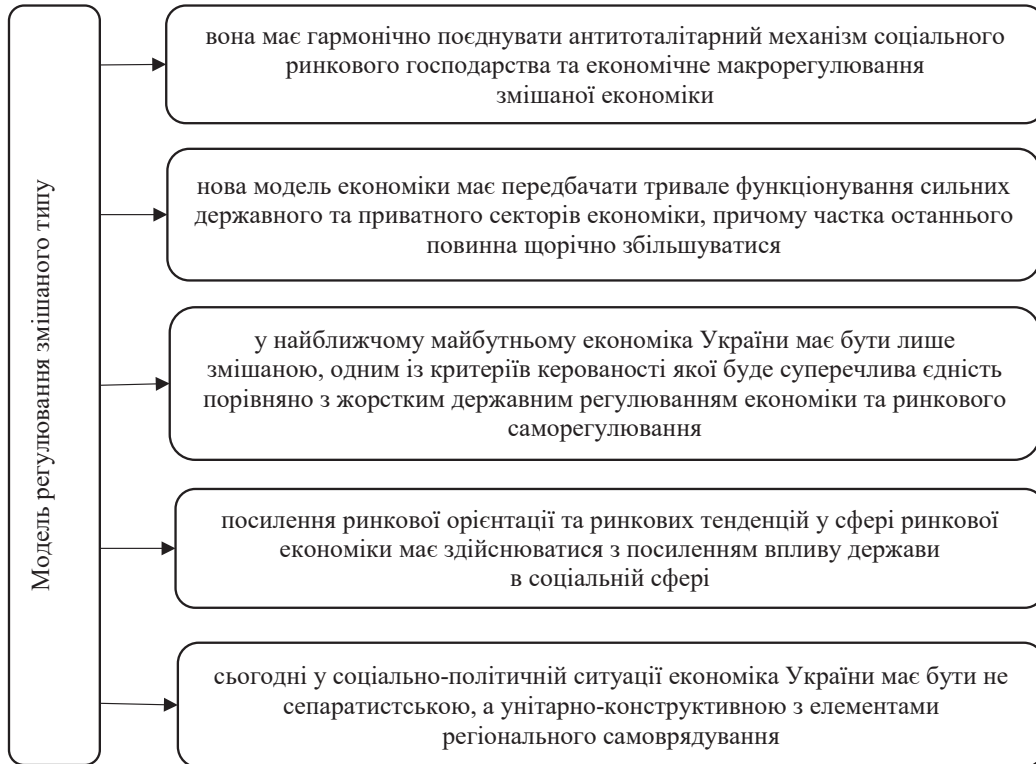 Модель регулювання змішаного типу
вона має гармонічно поєднувати антитоталітарний механізм соціального
ринкового господарства та економічне макрорегулювання
змішаної економіки
нова модель економіки має передбачати тривале функціонування сильних
державного та приватного секторів економіки, причому частка останнього
повинна щорічно збільшуватися
у найближчому майбутньому економіка України має бути лише
змішаною, одним із критеріїв керованості якої буде суперечлива єдність
порівняно з жорстким державним регулюванням економіки та ринкового
саморегулювання
посилення ринкової орієнтації та ринкових тенденцій у сфері ринкової
економіки має здійснюватися з посиленням впливу держави
в соціальній сфері
сьогодні у соціально-політичній ситуації економіка України має бути не
сепаратистською, а унітарно-конструктивною з елементами
регіонального самоврядування